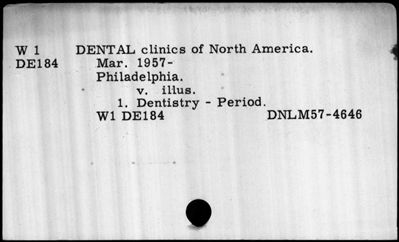 W 1 DENTAL clinics of North America.
DE184 Mar. 1957-
Philadelphia.
v. illus.
1. Dentistry - Period.
W1 DE184 DNLM57-4646